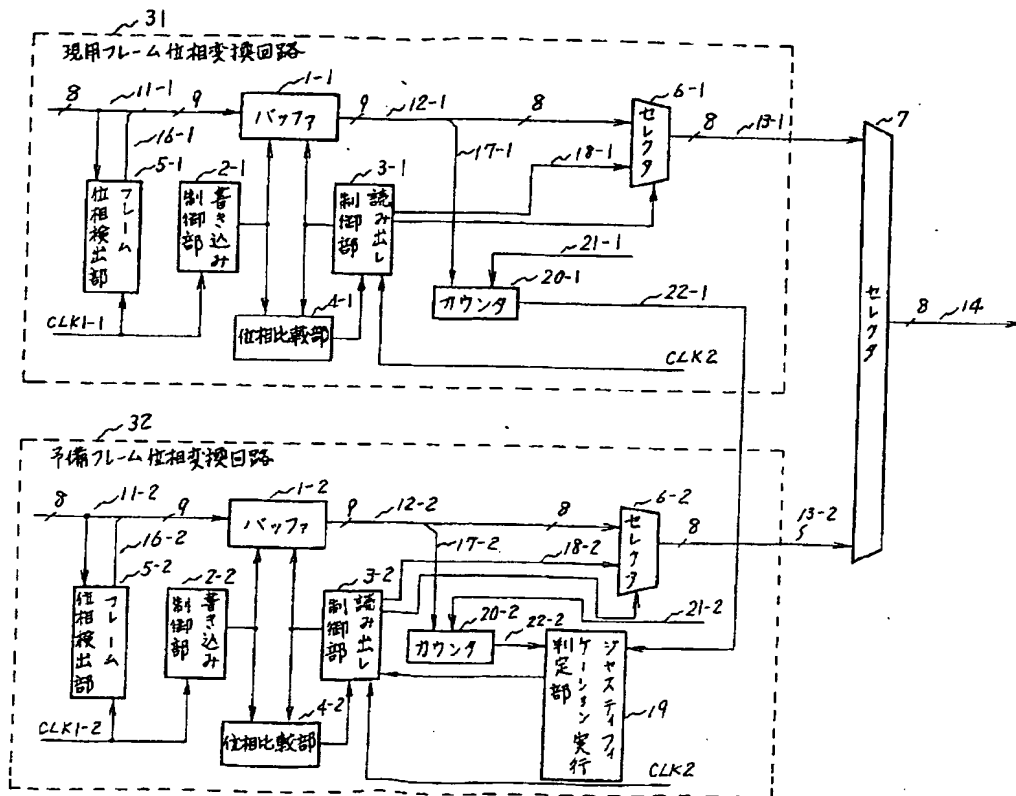 31
現用フレーム位相変換回路
8
11-1
9
1-1
バッファ
9
12-1
8
6-1
セレクタ
8
13-1
7
16-1
17-1
18-1
5-1
フレーム
位相検出部
2-1
書き込み
制御部
3-1
読み出し
制御部
21-1
20-1
カウンタ
22-1
4-1
位相比較部
CLK1-1
CLK2
セレクタ
8
14
32
予備フレーム位相変換回路
8
11-2
9
1-2
バッファ
9
12-2
8
6-2
セレクタ
8
13-2
16-2
17-2
18-2
5-2
フレーム
位相検出部
2-2
書き込み
制御部
3-2
読み出し
制御部
20-2
カウンタ
22-2
21-2
ジャスティフィ
ケーション実行
判定部
19
4-2
位相比較部
CLK1-2
CLK2